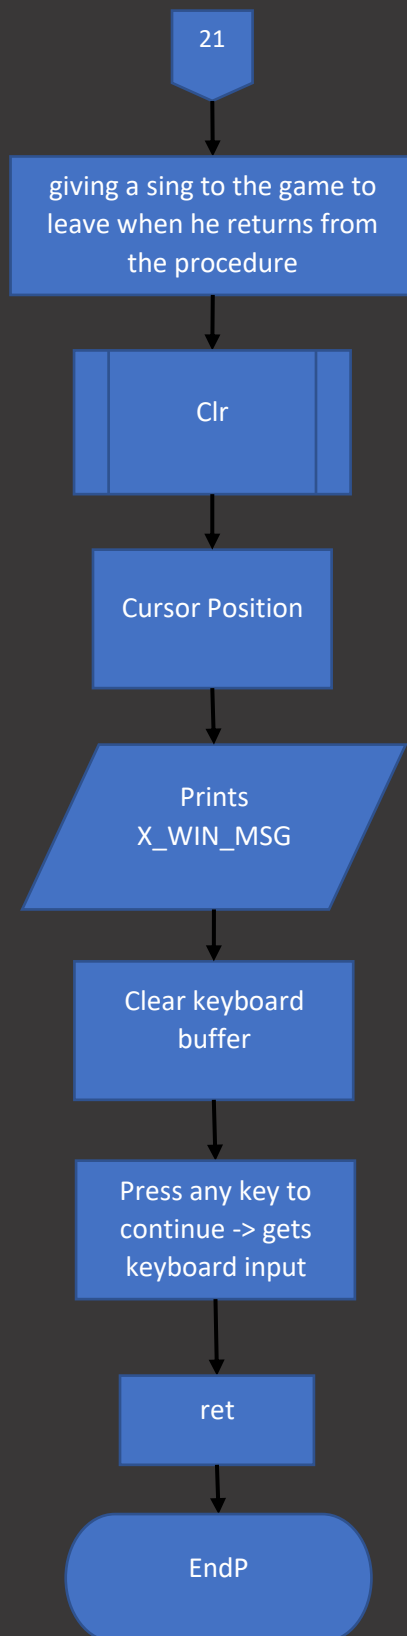 21
giving a sing to the game to
leave when he returns from
the procedure
Clr
Cursor Position
Prints
X_WIN_MSG
Clear keyboard
buffer
Press any key to
continue -> gets
keyboard input
ret
EndP